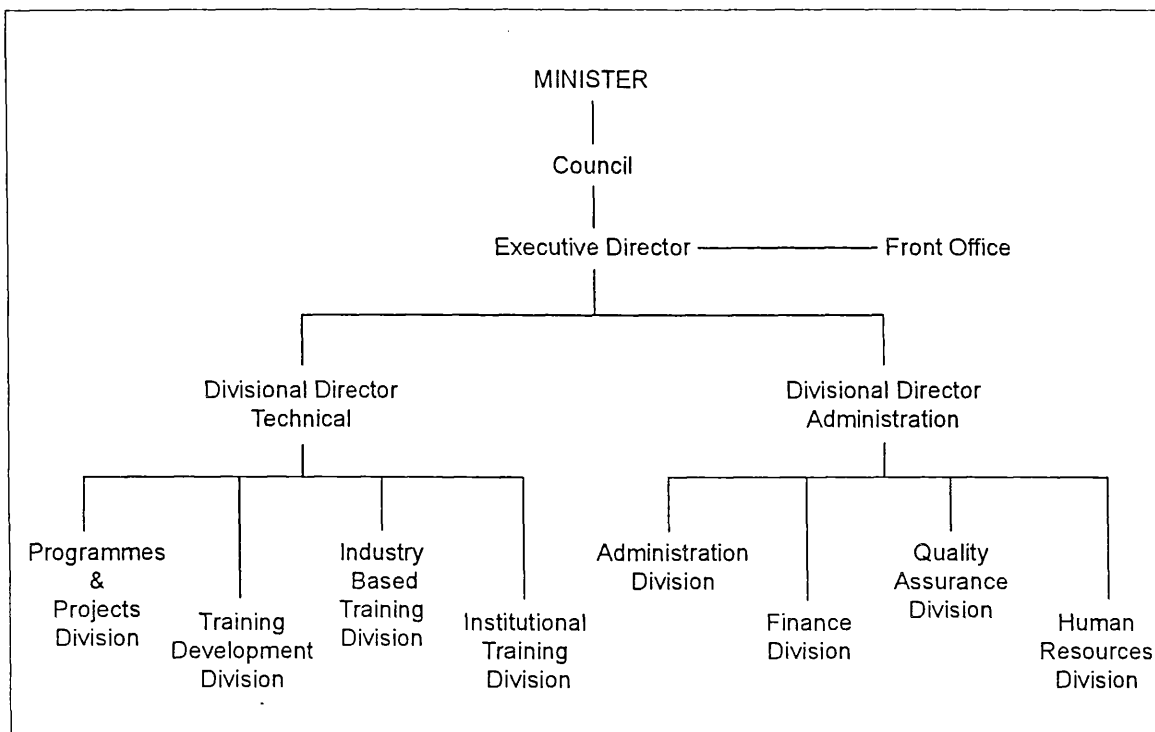 MINISTER
Council
Executive Director
Front Office
Divisional Director
Technical
Divisional Director
Administration
Programmes
&
Projects
Division
Training
Development
Division
Industry
Based
Training
Division
Institutional
Training
Division
Administration
Division
Finance
Division
Quality
Assurance
Division
Human
Resources
Division